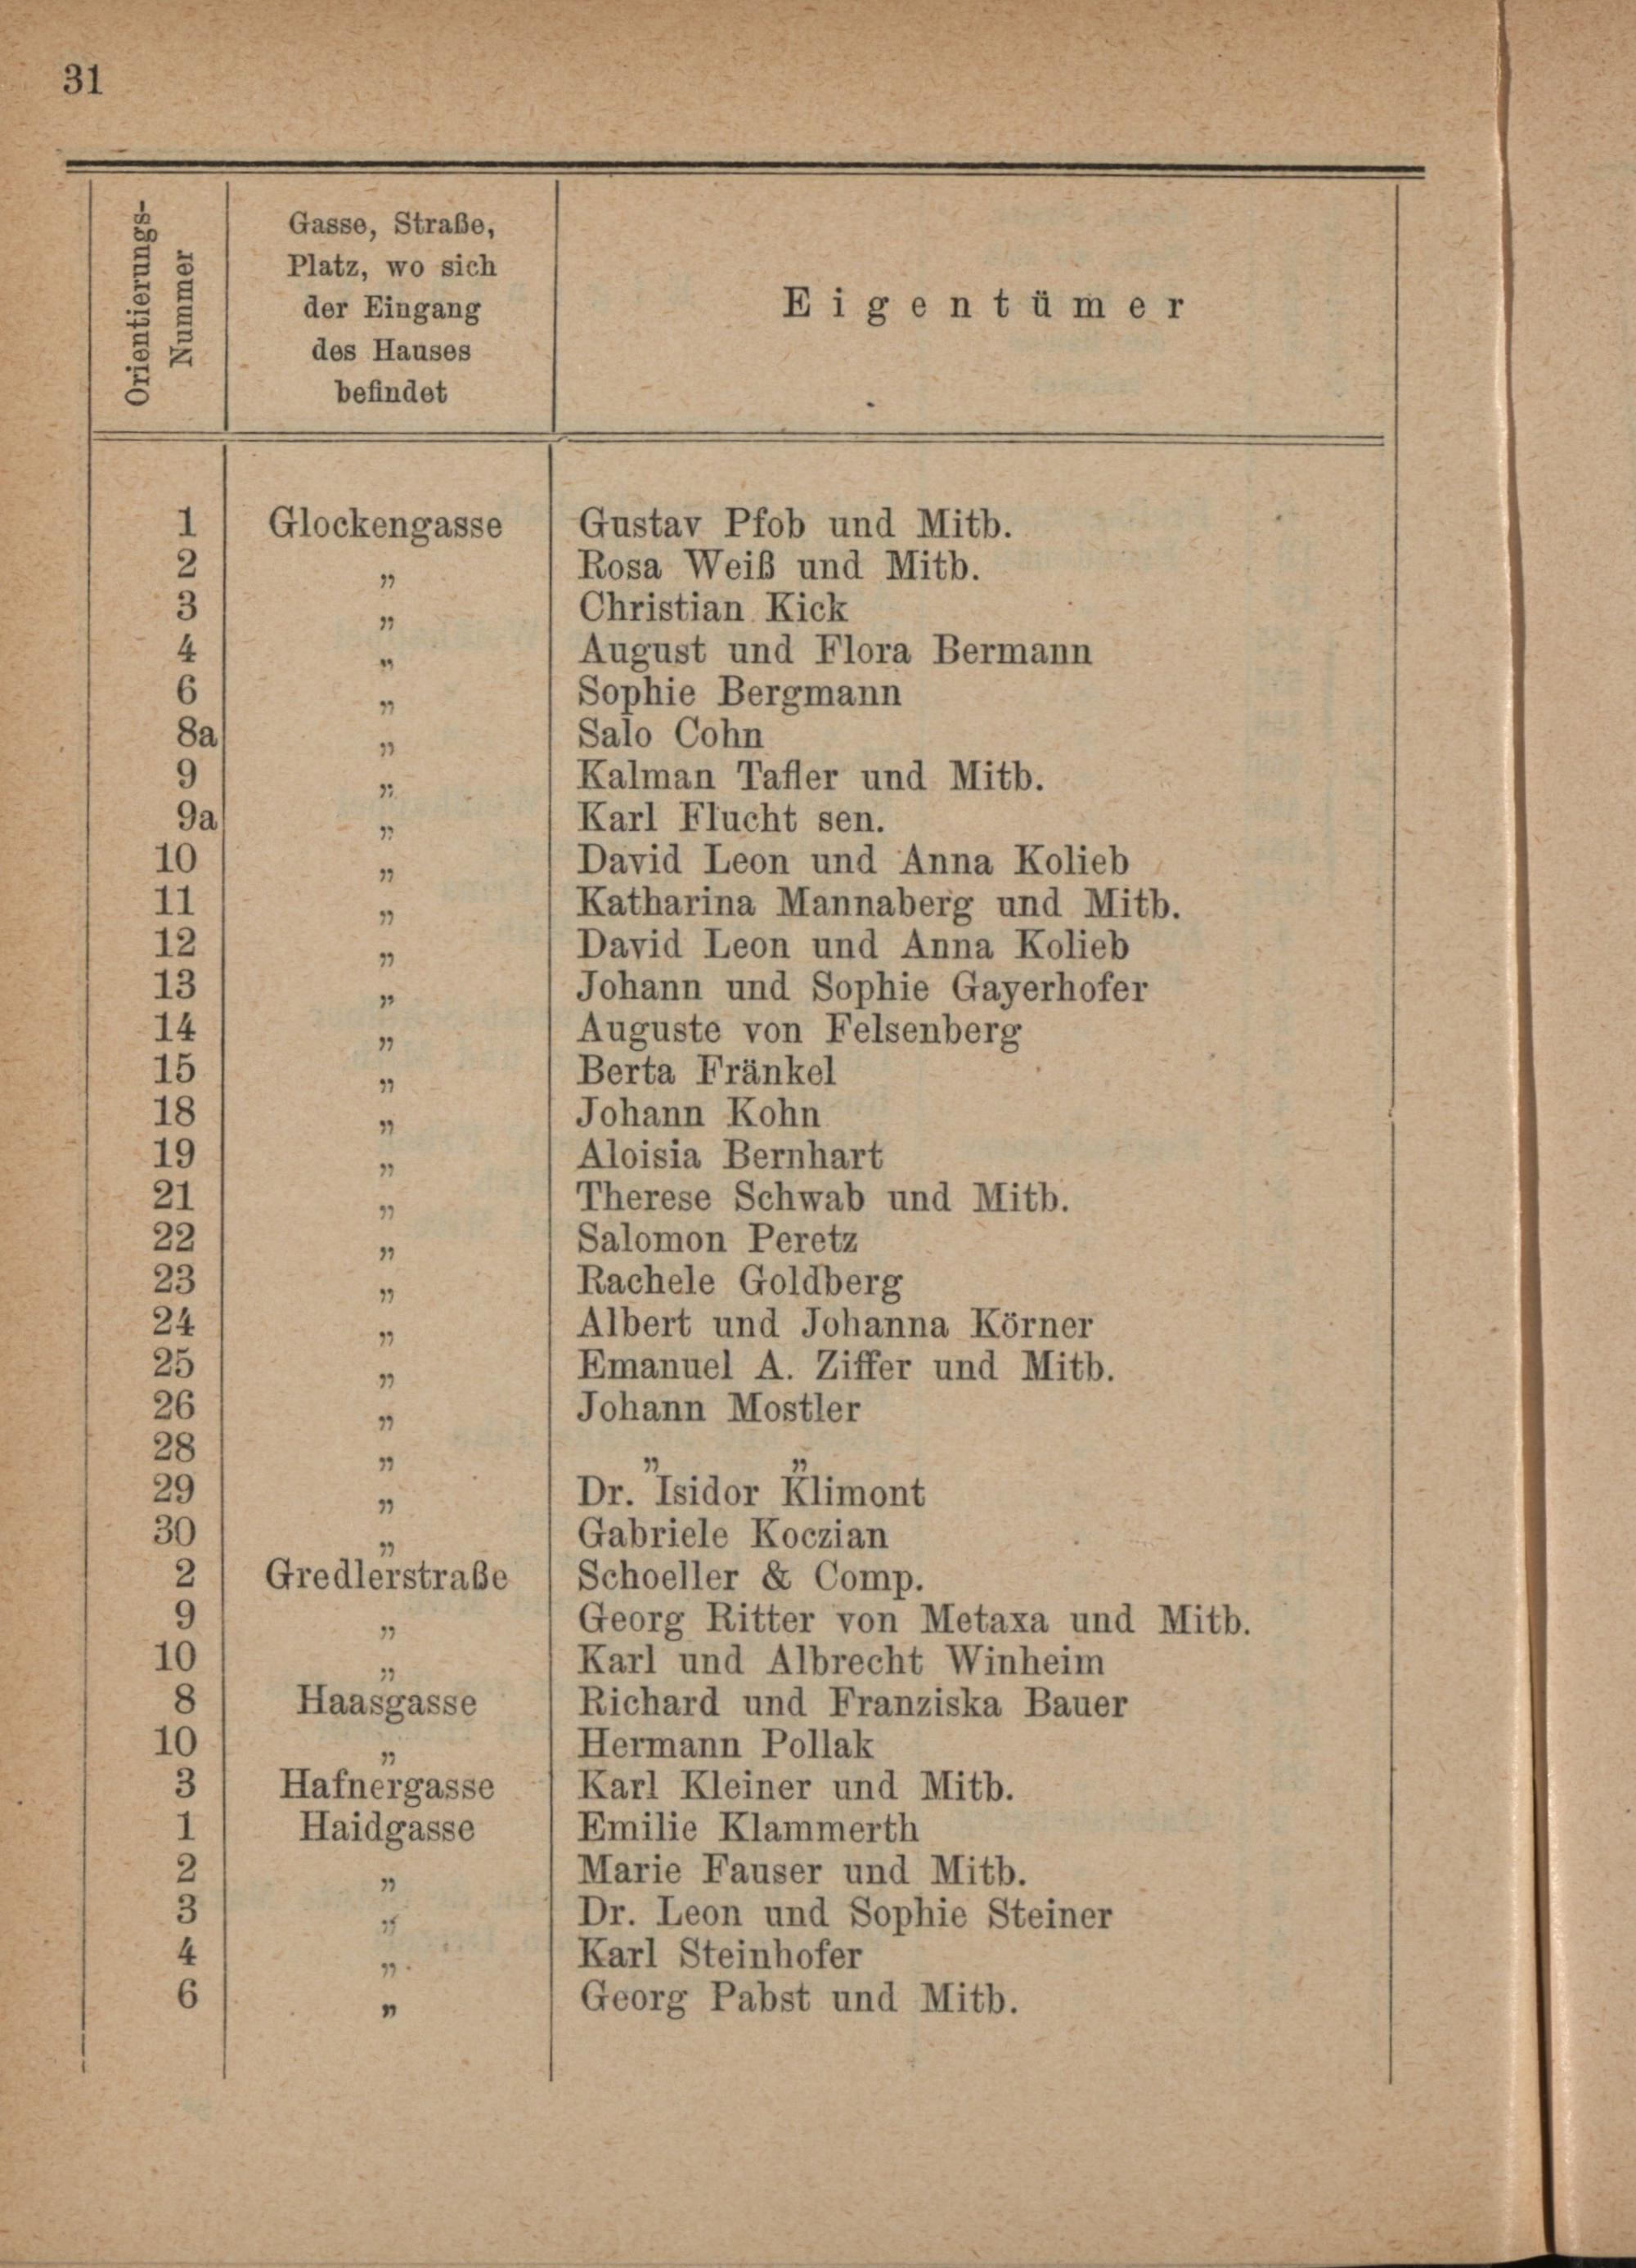 31
Orientierungs-
Nummer
Gasse, Straße,
Platz, wo sich
der Eingang
des Hauses
befindet
Eigentümer
1 Glockengasse Gustav Pfob und Mitb.
2 " Rosa Weiß und Mitb.
3 " Christian Kick
4 " August und Flora Bermann
6 " Sophie Bergmann
8a " Salo Cohn
9 " Kalman Tafler und Mitb.
9a " Karl Flucht sen.
10 " David Leon und Anna Kolieb
11 " Katharina Mannaberg und Mitb.
12 " David Leon und Anna Kolieb
13 " Johann und Sophie Gayerhofer
14 " Auguste von Felsenberg
15 " Berta Fränkel
18 " Johann Kohn
19 " Aloisia Bernhart
21 " Therese Schwab und Mitb.
22 " Salomon Peretz
23 " Rachele Goldberg
24 " Albert und Johanna Körner
25 " Emanuel A. Ziffer und Mitb.
26 " Johann Mostler
28 " " "
29 " Dr. Isidor Klimont
30 " Gabriele Koczian
2 Gredlerstraße Schoeller & Comp.
9 " Georg Ritter von Metaxa und Mitb.
10 " Karl und Albrecht Winheim
8 Haasgasse Richard und Franziska Bauer
10 " Hermann Pollak
3 Hafnergasse Karl Kleiner und Mitb.
1 Haidgasse Emilie Klammerth
2 " Marie Fauser und Mitb.
3 " Dr. Leon und Sophie Steiner
4 " Karl Steinhofer
6 " Georg Pabst und Mitb.